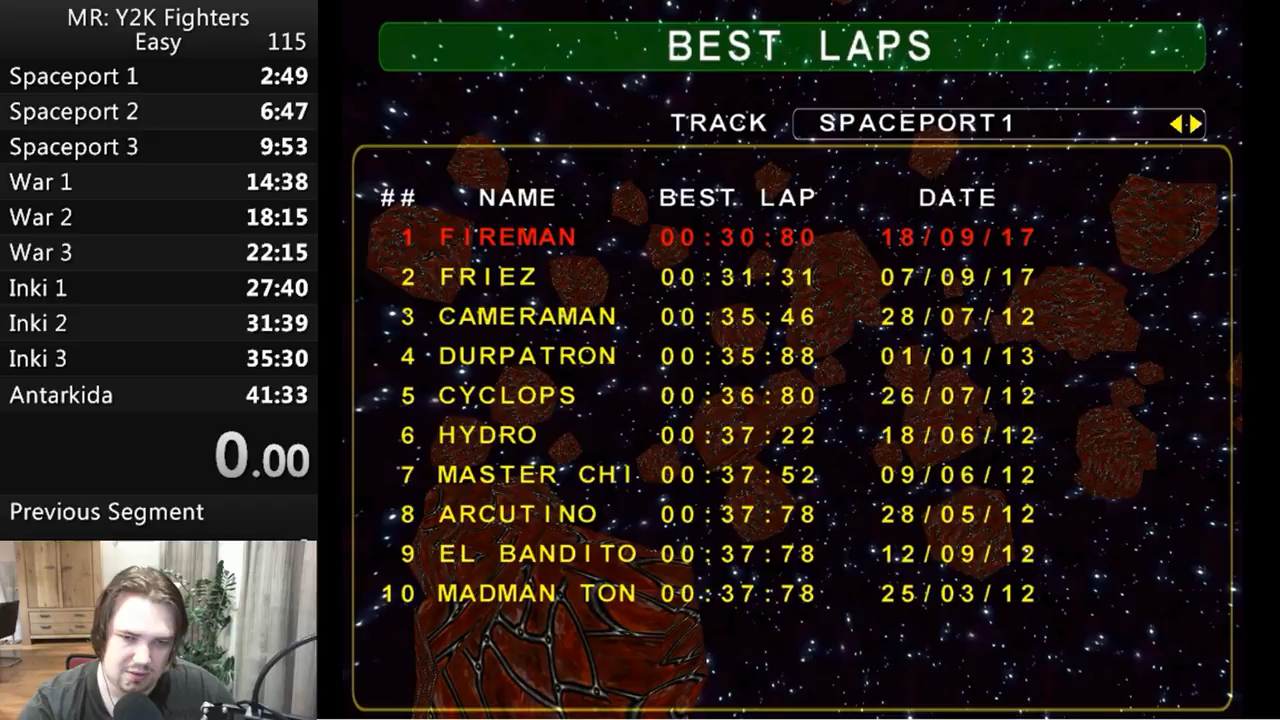 MR: Y2K Fighters
Easy 115
Spaceport 1 2:49
Spaceport 2 6:47
Spaceport 3 9:53
War 1 14:38
War 2 18:15
War 3 22:15
Inki 1 27:40
Inki 2 31:39
Inki 3 35:30
Antarkida 41:33
0.00
Previous Segment
BEST LAPS
TRACK SPACEPORT1
## NAME BEST LAP DATE
1 FIREMAN 00:30:80 18/09/17
2 FRIEZ 00:31:31 07/09/17
3 CAMERAMAN 00:35:46 28/07/12
4 DURPATRON 00:35:88 01/01/13
5 CYCLOPS 00:36:80 26/07/12
6 HYDRO 00:37:22 18/06/12
7 MASTER CHI 00:37:52 09/06/12
8 ARCUTINO 00:37:78 28/05/12
9 EL BANDITO 00:37:78 12/09/12
10 MADMAN TON 00:37:78 25/03/12